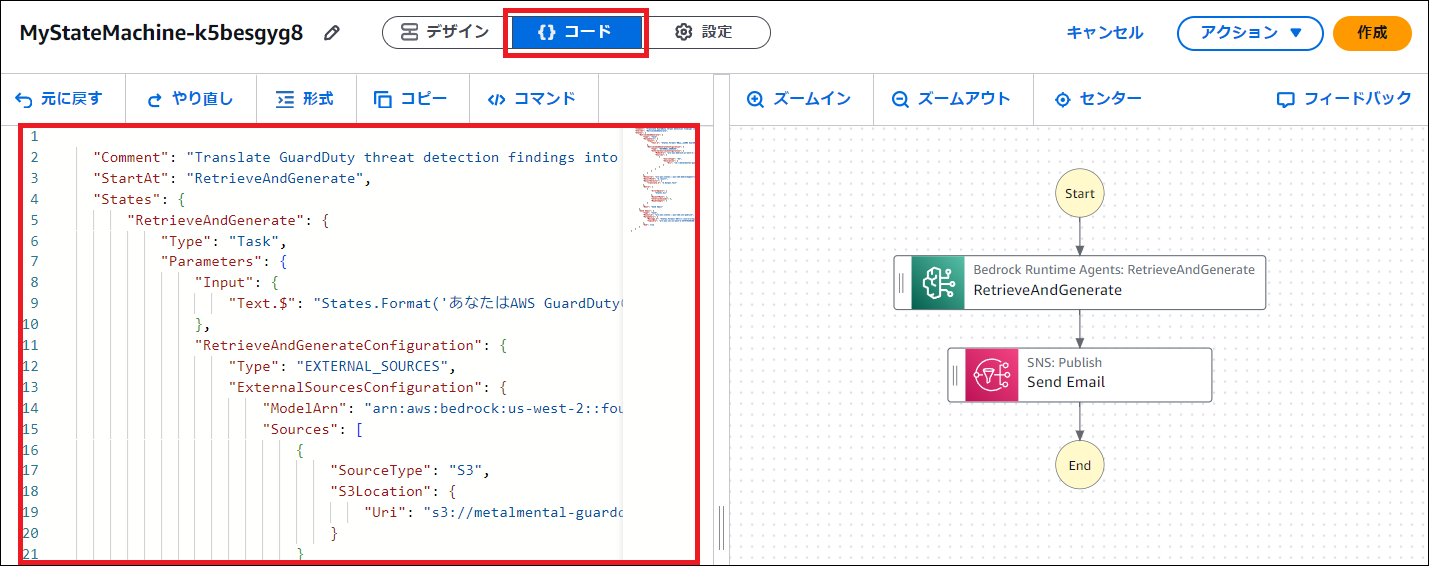 MyStateMachine-k5besgyg8
デザイン
{} コード
設定
キャンセル
アクション ▼
作成
元に戻す
やり直し
形式
コピー
コマンド
ズームイン
ズームアウト
センター
フィードバック
1
2 "Comment": "Translate GuardDuty threat detection findings into
3 "StartAt": "RetrieveAndGenerate",
4 "States": {
5 "RetrieveAndGenerate": {
6 "Type": "Task",
7 "Parameters": {
8 "Input": {
9 "Text.$": "States.Format('あなたはAWS GuardDuty
10 },
11 "RetrieveAndGenerateConfiguration": {
12 "Type": "EXTERNAL_SOURCES",
13 "ExternalSourcesConfiguration": {
14 "ModelArn": "arn:aws:bedrock:us-west-2::fou
15 "Sources": [
16 {
17 "SourceType": "S3",
18 "S3Location": {
19 "Uri": "s3://metalmental-guardd
20 }
21 }
Start
Bedrock Runtime Agents: RetrieveAndGenerate
RetrieveAndGenerate
SNS: Publish
Send Email
End